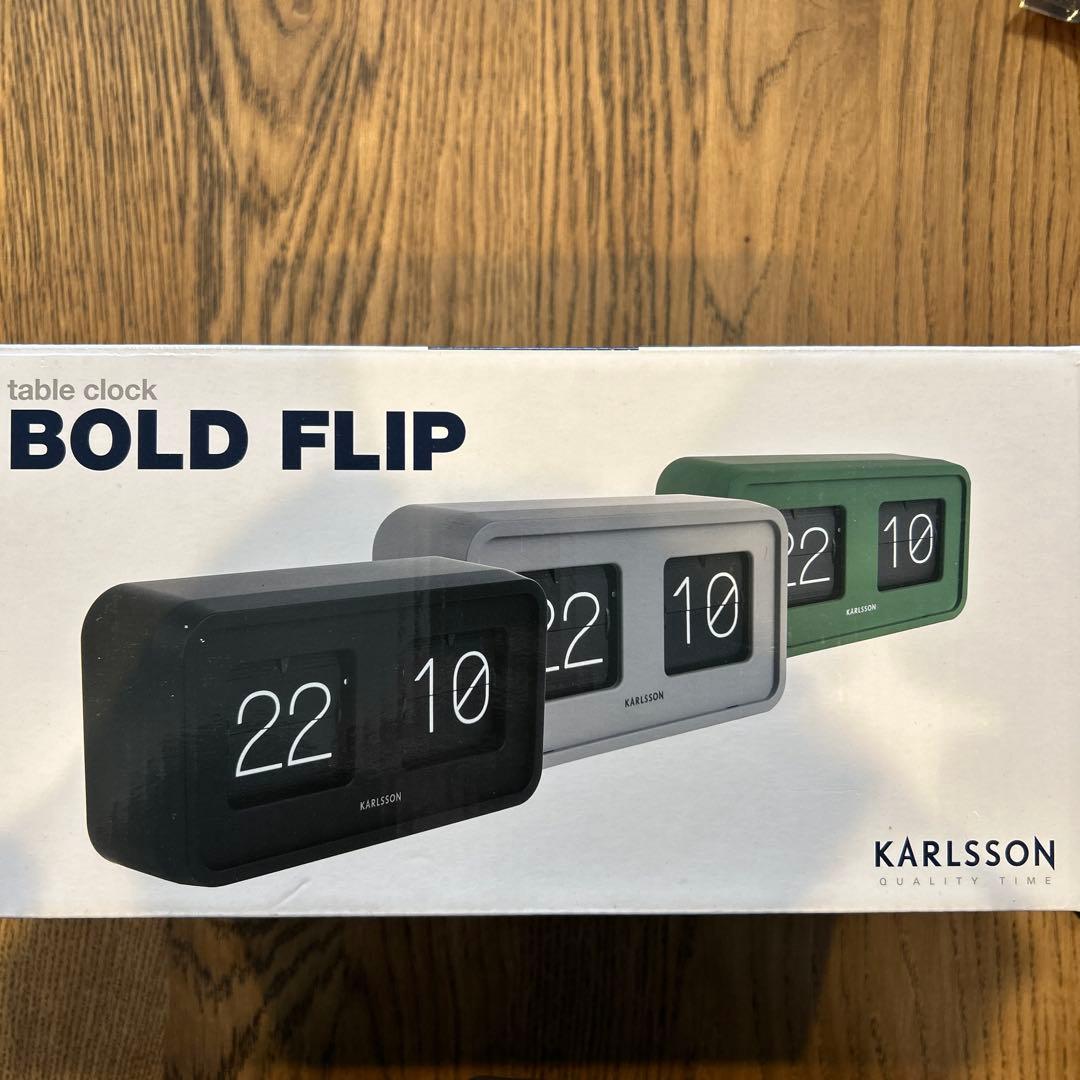 table clock
BOLD FLIP
22 10
KARLSSON
22 10
KARLSSON
22 10
KARLSSON
KARLSSON
QUALITY TIME